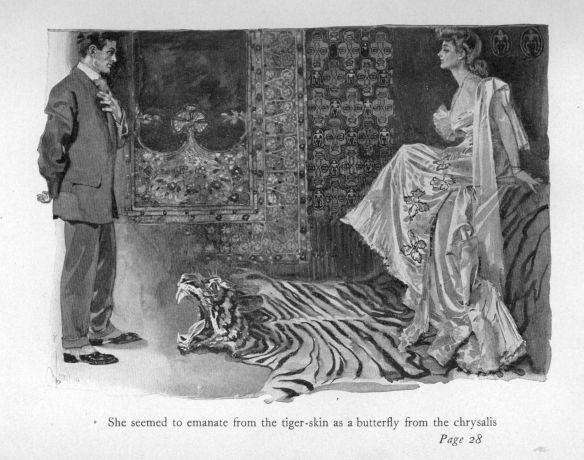 She seemed to emanate from the tiger-skin as a butterfly from the chrysalis
Page 28